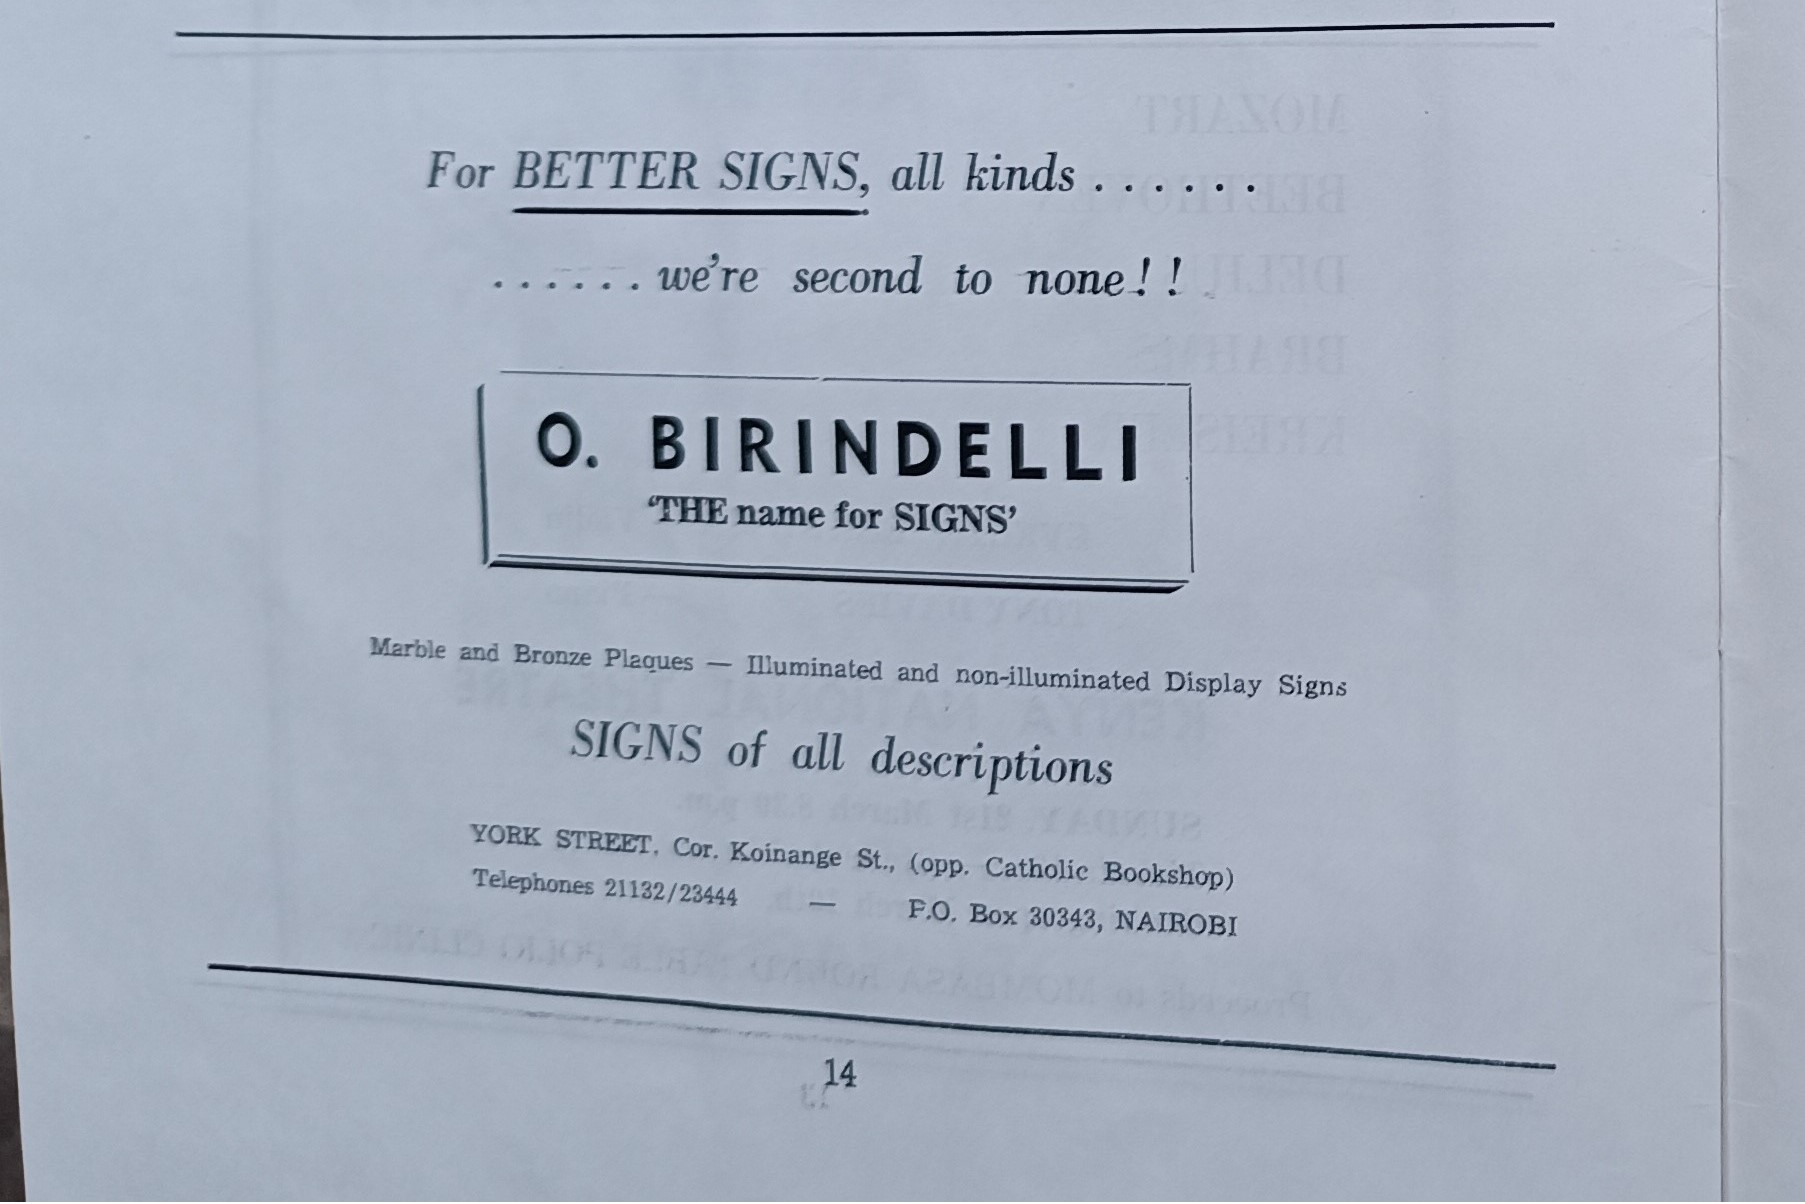 For BETTER SIGNS, all kinds . . . . . .
. . . . . . we're second to none! !
O. BIRINDELLI
'THE name for SIGNS'
Marble and Bronze Plaques — Illuminated and non-illuminated Display Signs
SIGNS of all descriptions
YORK STREET, Cor. Koinange St., (opp. Catholic Bookshop)
Telephones 21132/23444 — P.O. Box 30343, NAIROBI
14